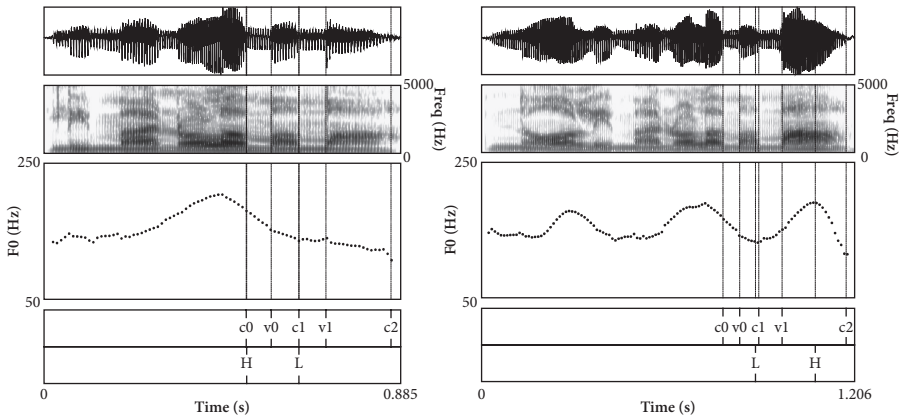 5000
Freq (Hz)
0
250
F0 (Hz)
50
c0 v0 c1 v1 c2
H L
0 0.885
Time (s)
5000
Freq (Hz)
0
250
F0 (Hz)
50
c0 v0 c1 v1 c2
L H
0 1.206
Time (s)